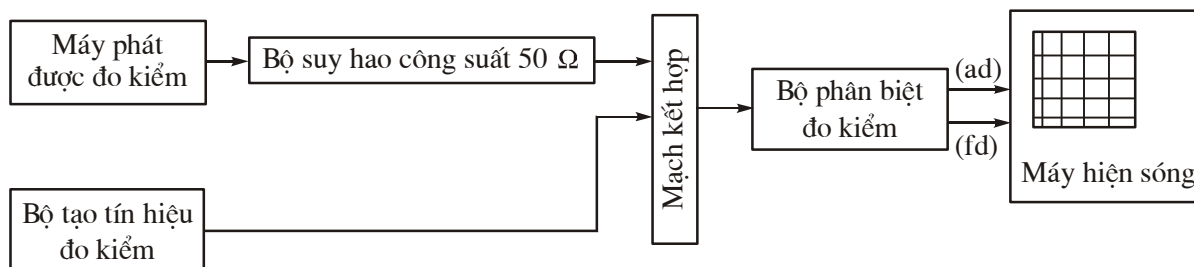 Máy phát
được đo kiểm
Bộ suy hao công suất 50 Ω
Mạch kết hợp
Bộ phân biệt
đo kiểm
(ad)
(fd)
Máy hiện sóng
Bộ tạo tín hiệu
đo kiểm